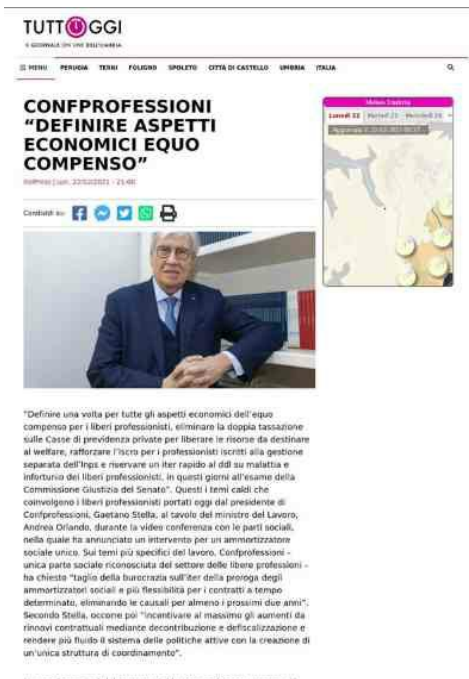 TUTTOGGI
MENU PERUGIA TERNI FOLIGNO SPOLETO CITTÀ DI CASTELLO UMBRIA ITALIA
CONFPROFESSIONI
“DEFINIRE ASPETTI
ECONOMICI EQUO
COMPENSO”
Condividi su:
Lunedì 22 Martedì 23 Mercoledì 24
"Definire una volta per tutte gli aspetti economici dell'equo
compenso per i liberi professionisti, eliminare la doppia tassazione
sulle Casse di previdenza private per liberare le risorse da destinare
al welfare, rafforzare l'Iscro per i professionisti iscritti alla gestione
separata dell'Inps e riservare un iter rapido al ddl su malattia e
infortunio dei liberi professionisti, in questi giorni all'esame della
Commissione Giustizia del Senato". Questi i temi caldi che
coinvolgono i liberi professionisti portati oggi dal presidente di
Confprofessioni, Gaetano Stella, al tavolo del ministro del Lavoro,
Andrea Orlando, durante la video conferenza con le parti sociali,
nella quale ha annunciato un intervento per un ammortizzatore
sociale unico. Sui temi più specifici del lavoro, Confprofessioni -
unica parte sociale riconosciuta del settore delle libere professioni -
ha chiesto "taglio della burocrazia sull'iter della proroga degli
ammortizzatori sociali e più flessibilità per i contratti a tempo
determinato, eliminando le causali per almeno i prossimi due anni".
Secondo Stella, occorre poi "incentivare al massimo gli aumenti da
rinnovi contrattuali mediante decontribuzione e defiscalizzazione e
rendere più fluido il sistema delle politiche attive con la creazione di
un'unica struttura di coordinamento".